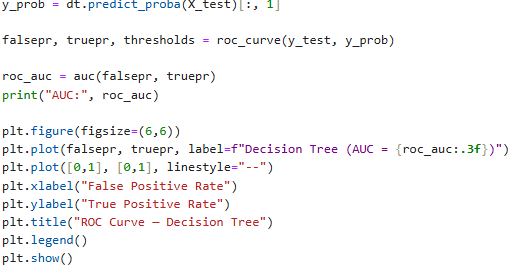 y_prob = dt.predict_proba(X_test)[:, 1]
falsepr, truepr, thresholds = roc_curve(y_test, y_prob)
roc_auc = auc(falsepr, truepr)
print("AUC:", roc_auc)
plt.figure(figsize=(6,6))
plt.plot(falsepr, truepr, label=f"Decision Tree (AUC = {roc_auc:.3f})")
plt.plot([0,1], [0,1], linestyle="--")
plt.xlabel("False Positive Rate")
plt.ylabel("True Positive Rate")
plt.title("ROC Curve – Decision Tree")
plt.legend()
plt.show()